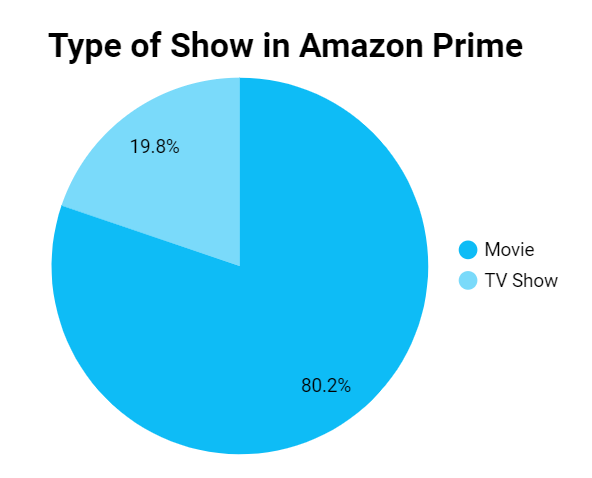 Type of Show in Amazon Prime
19.8%
Movie
TV Show
80.2%